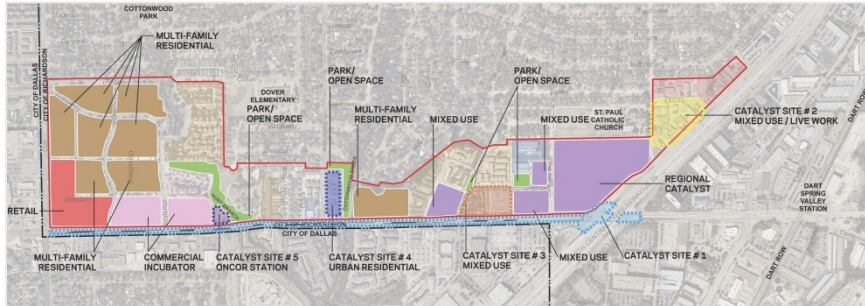 COTTONWOOD
PARK
MULTI-FAMILY
RESIDENTIAL
CITY OF DALLAS
CITY OF RICHARDSON
DOVER
ELEMENTARY
PARK/
OPEN SPACE
PARK/
OPEN SPACE
MULTI-FAMILY
RESIDENTIAL
MIXED USE
PARK/
OPEN SPACE
MIXED USE
ST. PAUL
CATHOLIC
CHURCH
CATALYST SITE # 2
MIXED USE / LIVE WORK
DART ROW
REGIONAL
CATALYST
DART
SPRING
VALLEY
STATION
RETAIL
CITY OF RICHARDSON
CITY OF DALLAS
MULTI-FAMILY
RESIDENTIAL
COMMERCIAL
INCUBATOR
CATALYST SITE # 5
ONCOR STATION
CATALYST SITE # 4
URBAN RESIDENTIAL
CATALYST SITE # 3
MIXED USE
MIXED USE
CATALYST SITE # 1
DART ROW